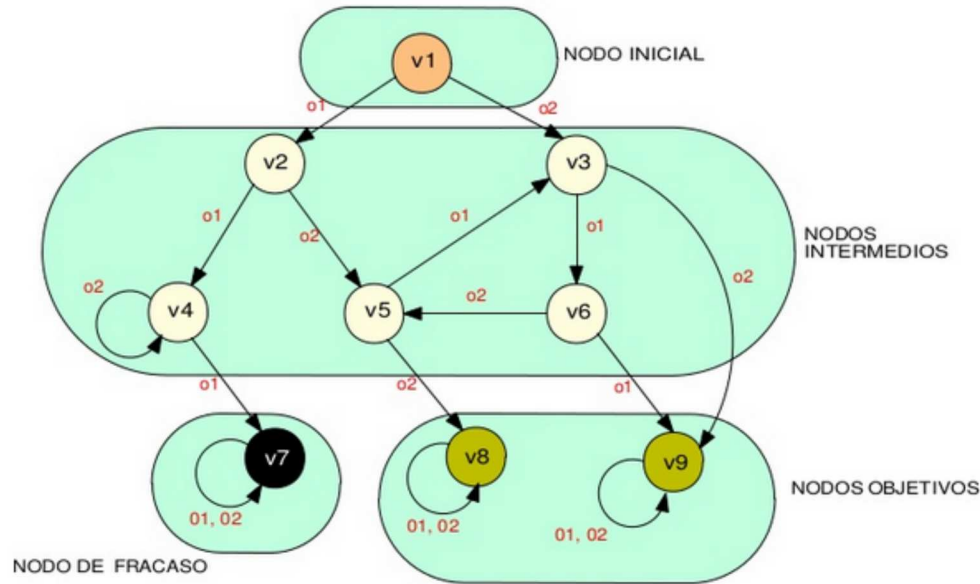 v1
NODO INICIAL
o1
o2
v2
v3
o1
o2
o1
o1
NODOS
INTERMEDIOS
o2
o2
v4
v5
o2
v6
o1
o2
o1
v7
v8
v9
01, 02
01, 02
01, 02
NODOS OBJETIVOS
NODO DE FRACASO